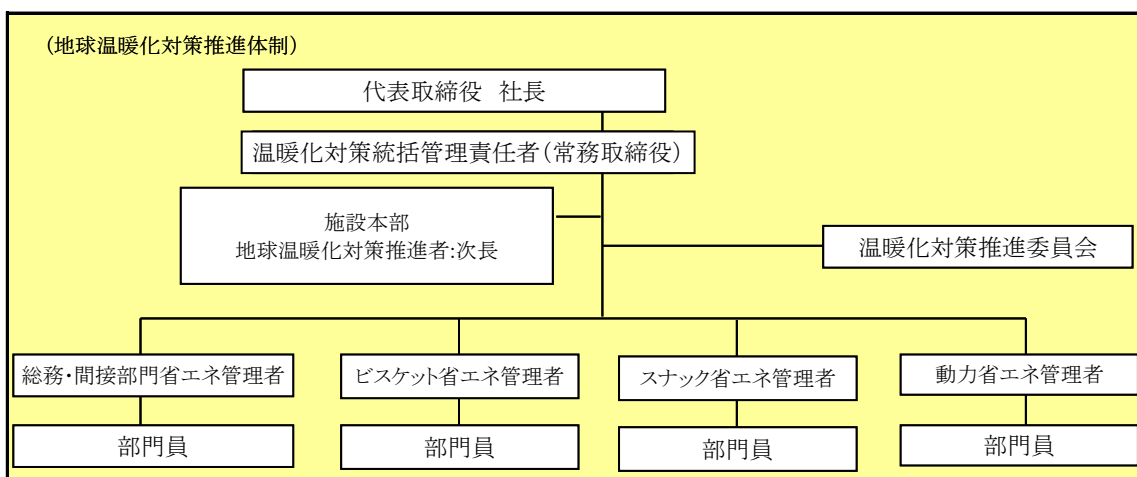 (地球温暖化対策推進体制)
代表取締役 社長
温暖化対策統括管理責任者(常務取締役)
施設本部
地球温暖化対策推進者:次長
温暖化対策推進委員会
総務・間接部門省エネ管理者
ビスケット省エネ管理者
スナック省エネ管理者
動力省エネ管理者
部門員
部門員
部門員
部門員